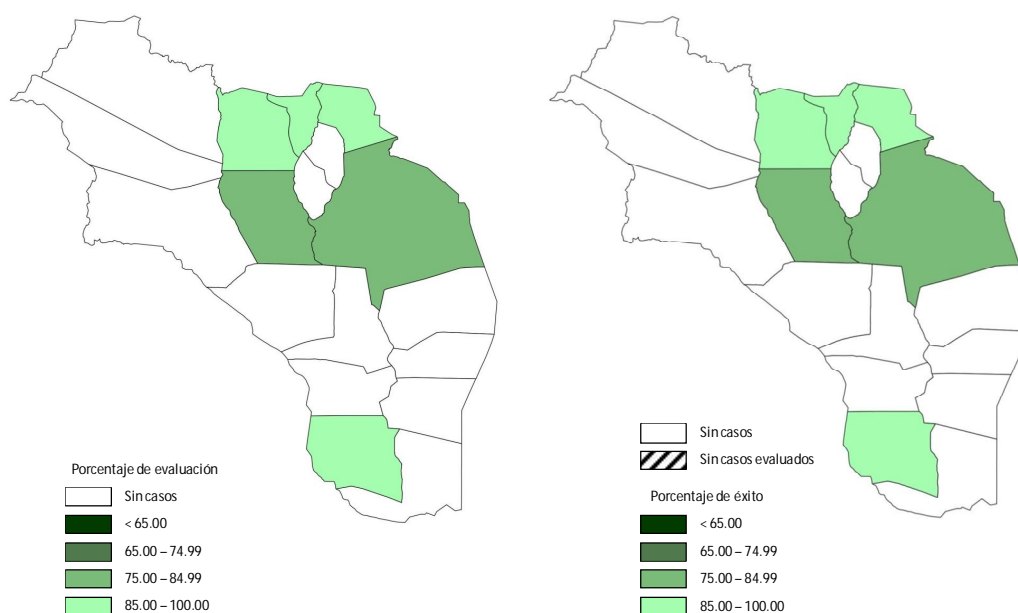 Porcentaje de evaluación
Sin casos
< 65.00
65.00 – 74.99
75.00 – 84.99
85.00 – 100.00
Sin casos
Sin casos evaluados
Porcentaje de éxito
< 65.00
65.00 – 74.99
75.00 – 84.99
85.00 – 100.00